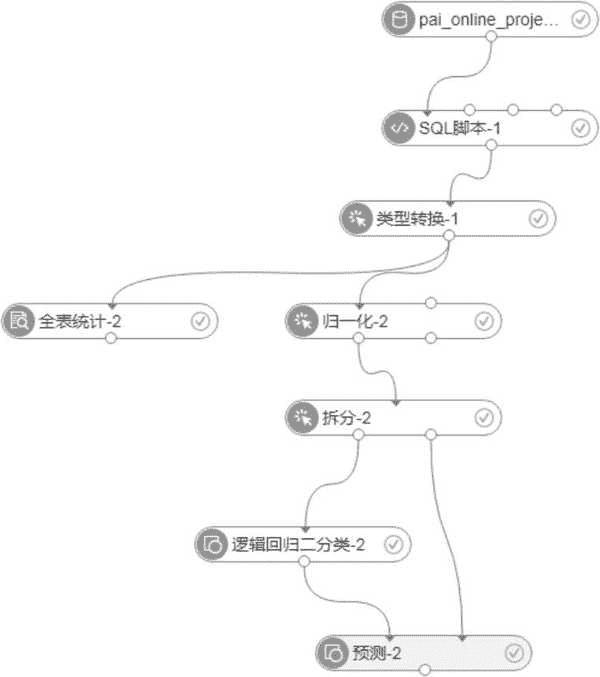 pai_online_proje...
SQL脚本-1
类型转换-1
全表统计-2
归一化-2
拆分-2
逻辑回归二分类-2
预测-2